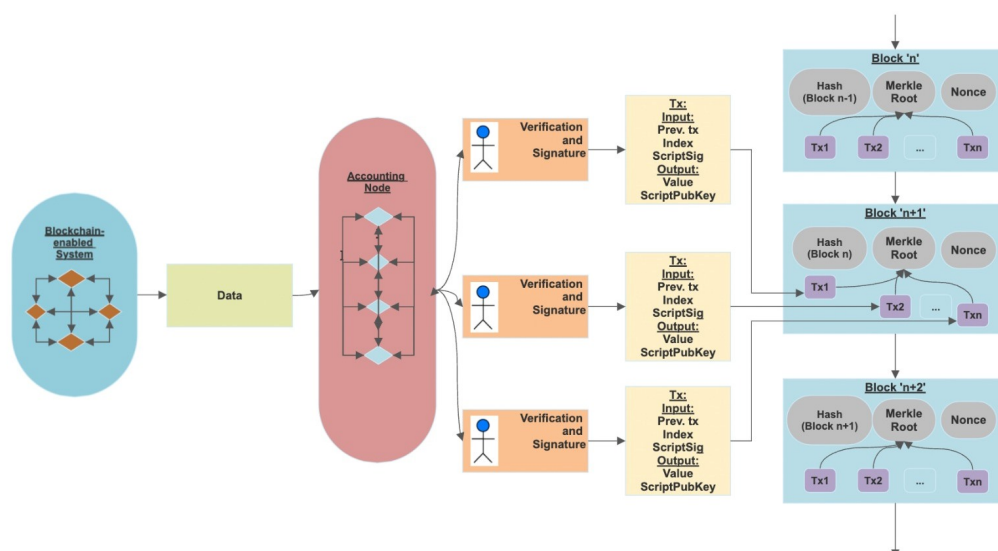 Blockchain-
enabled
System
Data
Accounting
Node
Verification
and
Signature
Tx:
Input:
Prev. tx
Index
ScriptSig
Output:
Value
ScriptPubKey
Verification
and
Signature
Tx:
Input:
Prev. tx
Index
ScriptSig
Output:
Value
ScriptPubKey
Verification
and
Signature
Tx:
Input:
Prev. tx
Index
ScriptSig
Output:
Value
ScriptPubKey
Block 'n'
Hash
(Block n-1)
Merkle
Root
Nonce
Tx1
Tx2
...
Txn
Block 'n+1'
Hash
(Block n)
Merkle
Root
Nonce
Tx1
Tx2
...
Txn
Block 'n+2'
Hash
(Block n+1)
Merkle
Root
Nonce
Tx1
Tx2
...
Txn